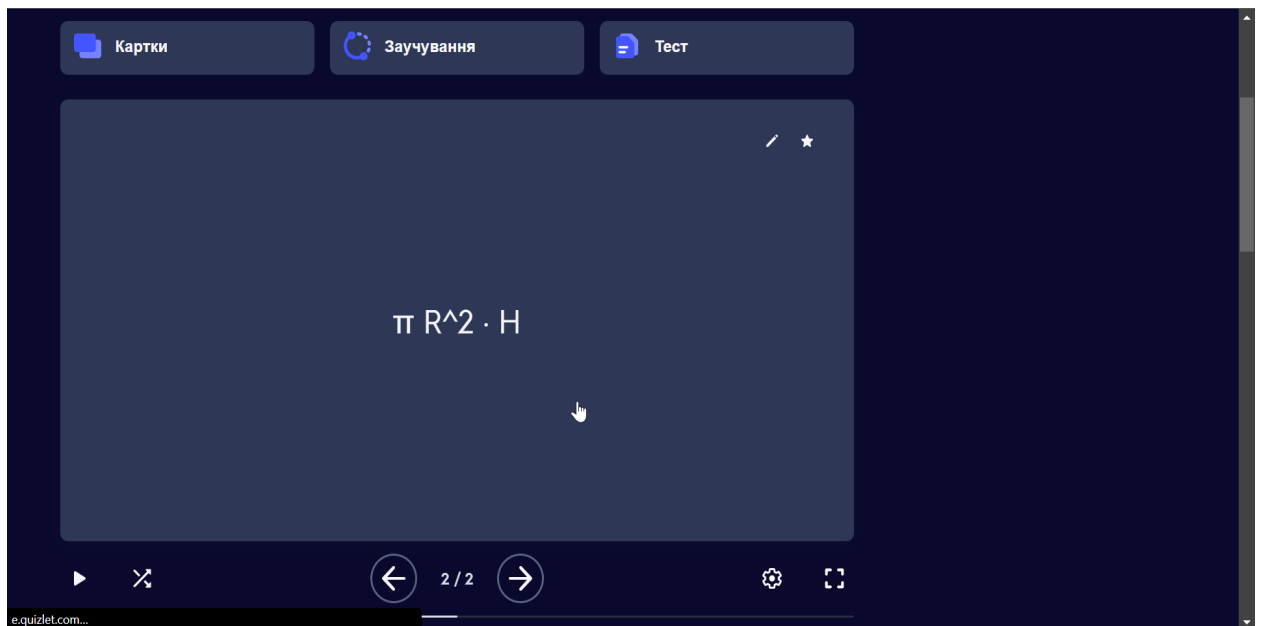 Картки
Заучування
Тест
π R^2 · H
2 / 2
e.quizlet.com...